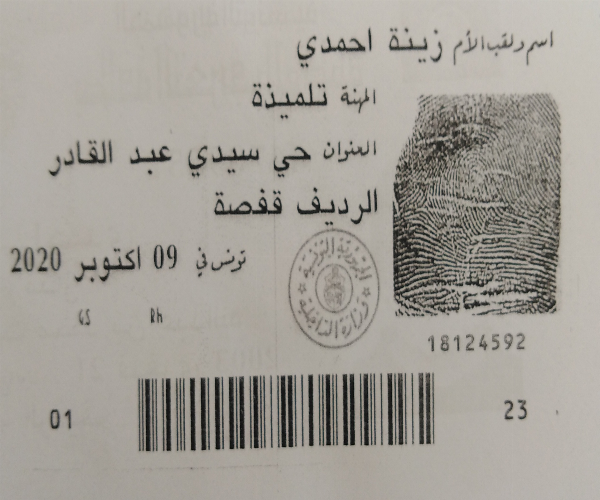 اسم ولقب الأم زينة احمدي
المهنة تلميذة
العنوان حي سيدي عبد القادر
الرديف قفصة
تونس في 09 اكتوبر 2020
GS Rh
الجمهورية التونسية
وزارة الداخلية
18124592
01 23